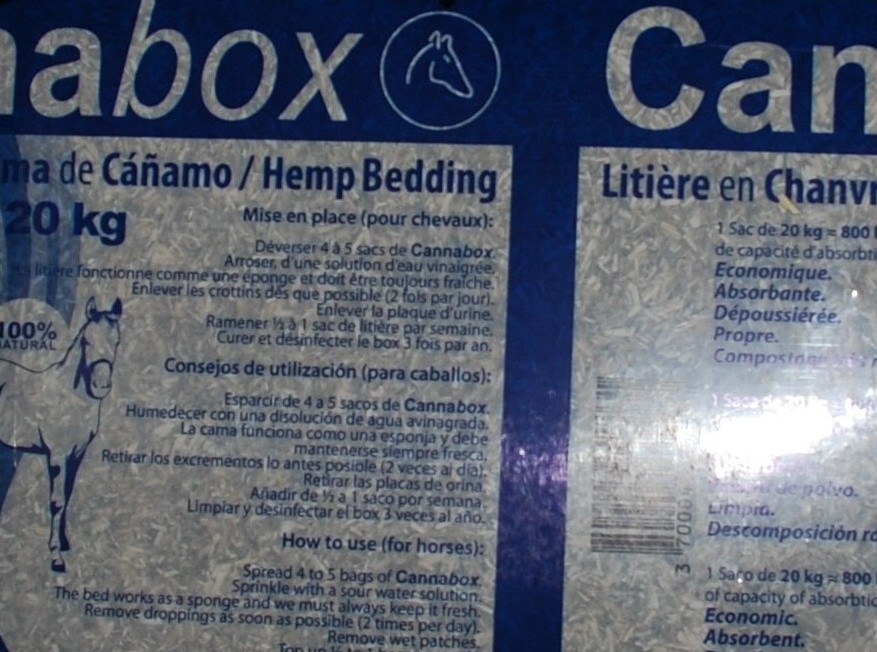 nabox
ma de Cáñamo / Hemp Bedding
20 kg
100%
NATURAL
Mise en place (pour chevaux):
Déverser 4 à 5 sacs de Cannabox.
Arroser, d'une solution d'eau vinaigrée.
La litière fonctionne comme une éponge et doit être toujours fraîche.
Enlever les crottins dès que possible (2 fois par jour).
Enlever la plaque d'urine.
Ramener ½ à 1 sac de litière par semaine.
Curer et désinfecter le box 3 fois par an.
Consejos de utilización (para caballos):
Esparcir de 4 a 5 sacos de Cannabox.
Humedecer con una disolución de agua avinagrada.
La cama funciona como una esponja y debe
mantenerse siempre fresca.
Retirar los excrementos lo antes posible (2 veces al día).
Retirar las placas de orina.
Añadir de ½ a 1 saco por semana.
Limpiar y desinfectar el box 3 veces al año.
How to use (for horses):
Spread 4 to 5 bags of Cannabox.
Sprinkle with a sour water solution.
The bed works as a sponge and we must always keep it fresh.
Remove droppings as soon as possible (2 times per day).
Remove wet patches.
Can
Litière en Chanvr
1 Sac de 20 kg = 800 l
de capacité d'absorbti
Economique.
Absorbante.
Dépoussiérée.
Propre.
de polvo.
Limpia.
Descomposición rá
3 7000
1 Saco de 20 kg ≈ 800
of capacity of absorbtio
Economic.
Absorbent.